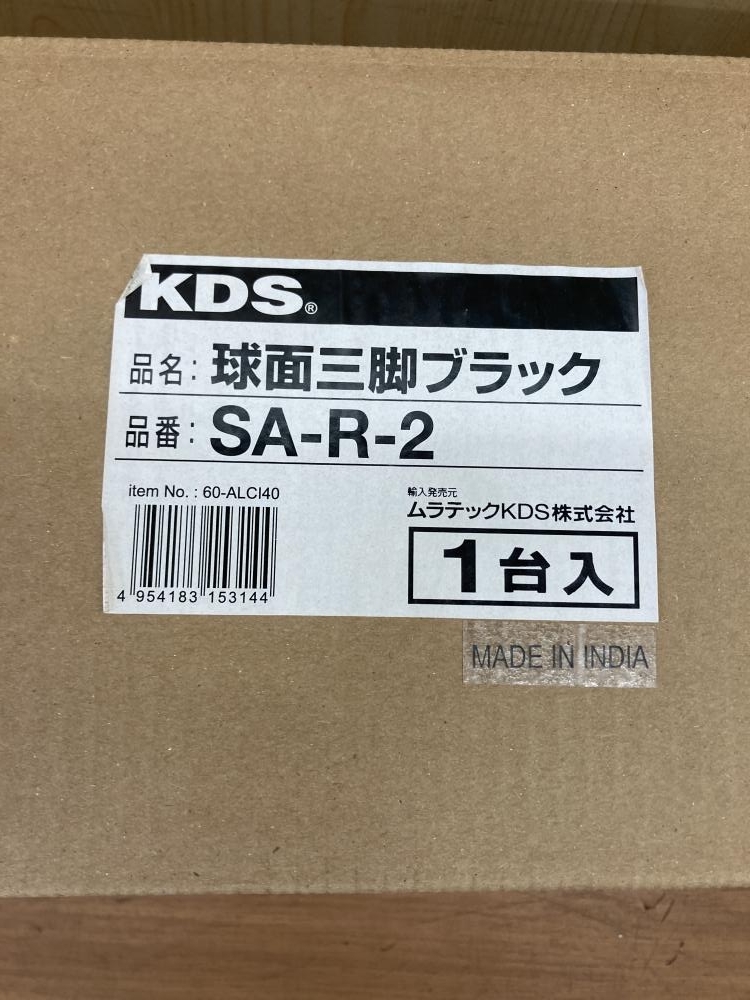 KDS®
品名：球面三脚ブラック
品番：SA-R-2
item No. : 60-ALCI40
輸入発売元
ムラテックKDS株式会社
1台入
4 954183 153144
MADE IN INDIA